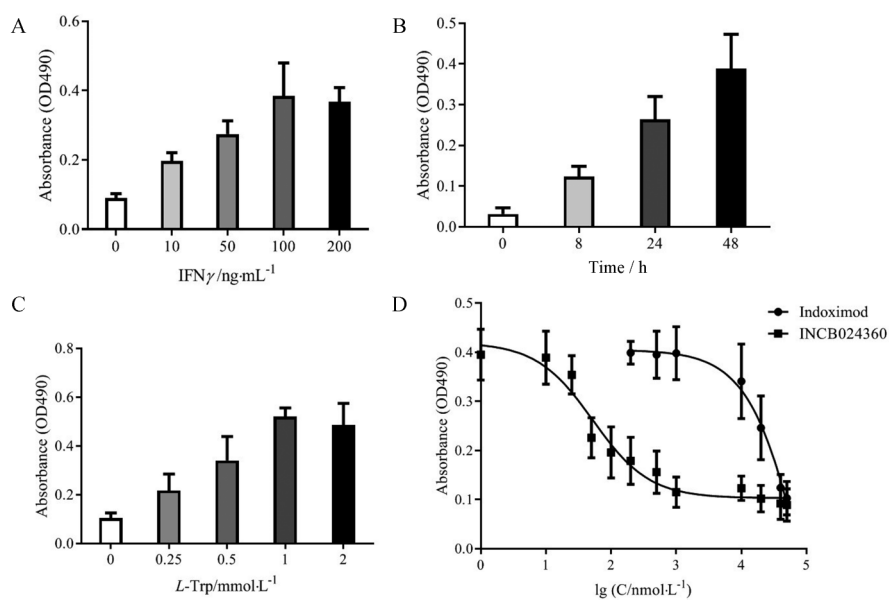 A
Absorbance (OD490)
0.6
0.4
0.2
0.0
0 10 50 100 200
IFNγ/ng·mL⁻¹
B
Absorbance (OD490)
0.5
0.4
0.3
0.2
0.1
0.0
0 8 24 48
Time / h
C
Absorbance (OD490)
0.8
0.6
0.4
0.2
0.0
0 0.25 0.5 1 2
L-Trp/mmol·L⁻¹
D
Absorbance (OD490)
0.5
0.4
0.3
0.2
0.1
0.0
0 1 2 3 4 5
lg (C/nmol·L⁻¹)
Indoximod
INCB024360